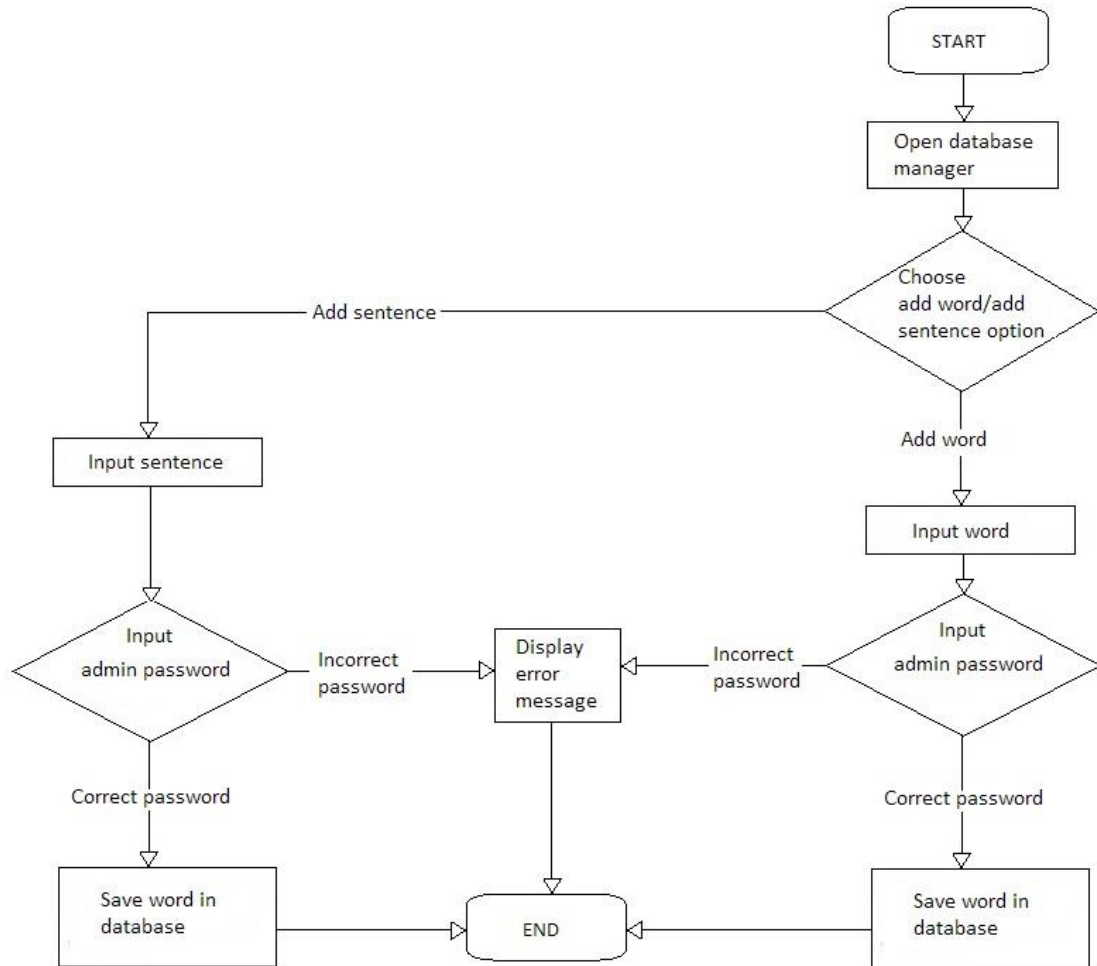 START
Open database
manager
Choose
add word/add
sentence option
Add sentence
Add word
Input sentence
Input word
Input
admin password
Incorrect
password
Display
error
message
Incorrect
password
Input
admin password
Correct password
Correct password
Save word in
database
END
Save word in
database